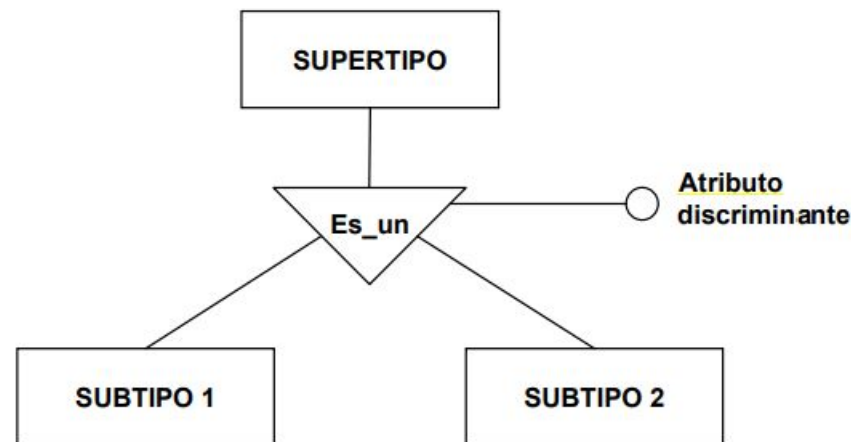 SUPERTIPO
Es_un
Atributo
discriminante
SUBTIPO 1
SUBTIPO 2